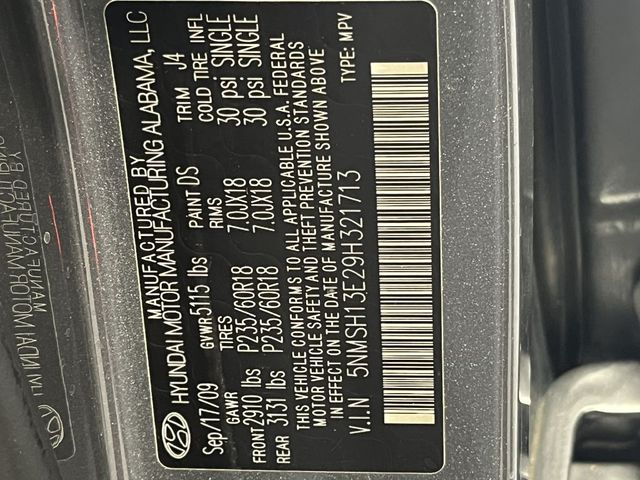 MANUFACTURED BY
HYUNDAI MOTOR MANUFACTURING ALABAMA, LLC
Sep/17/09 GVWR 5115 lbs PAINT DS TRIM J4
GAWR TIRES RIMS COLD TIRE INFL
FRONT 2910 lbs P235/60R18 7.0JX18 30 psi SINGLE
REAR 3131 lbs P235/60R18 7.0JX18 30 psi SINGLE
THIS VEHICLE CONFORMS TO ALL APPLICABLE U.S.A. FEDERAL
MOTOR VEHICLE SAFETY AND THEFT PREVENTION STANDARDS
IN EFFECT ON THE DATE OF MANUFACTURE SHOWN ABOVE
V.I.N 5NMSH13E29H321713 TYPE: MPV